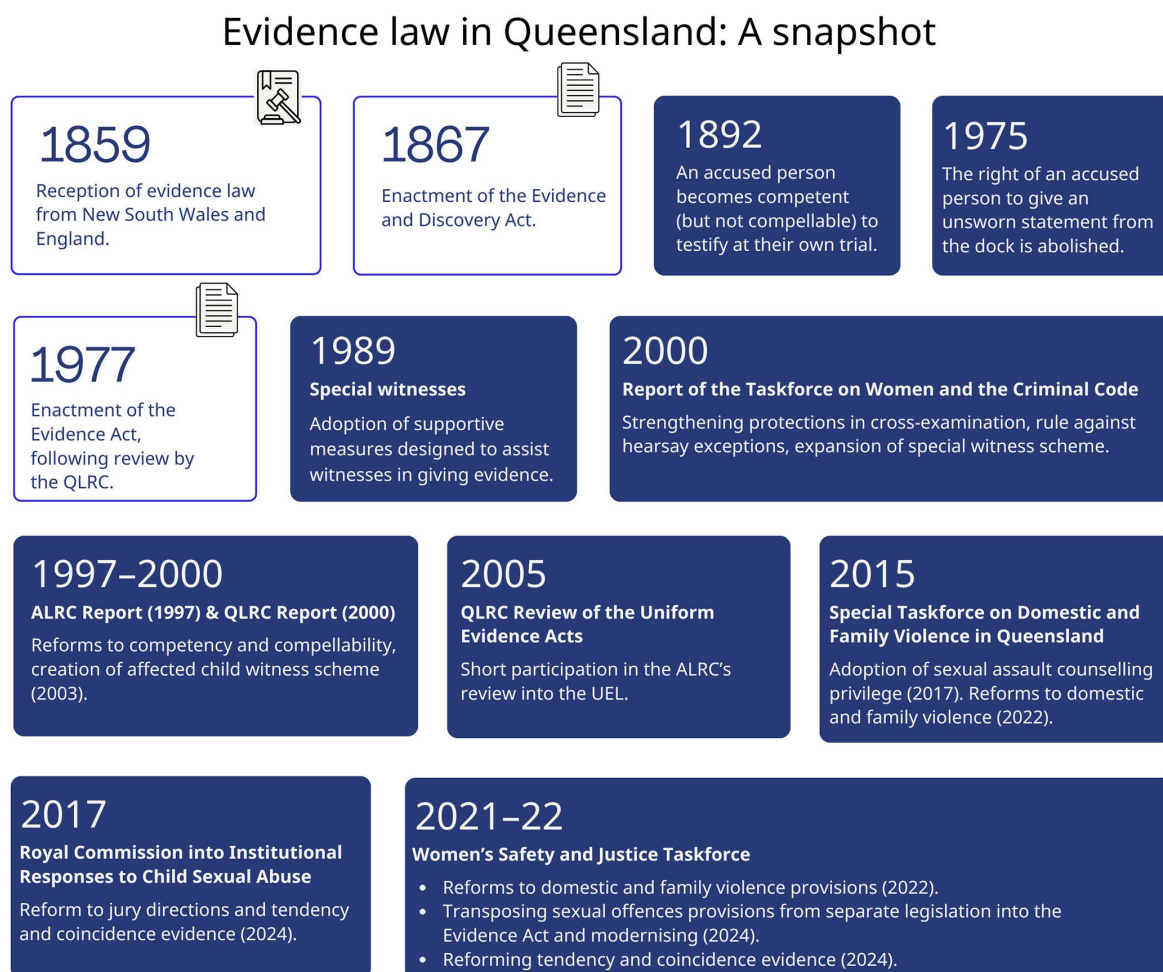 Evidence law in Queensland: A snapshot
1859
Reception of evidence law
from New South Wales and
England.
1867
Enactment of the Evidence
and Discovery Act.
1892
An accused person
becomes competent
(but not compellable) to
testify at their own trial.
1975
The right of an accused
person to give an
unsworn statement from
the dock is abolished.
1977
Enactment of the
Evidence Act,
following review by
the QLRC.
1989
Special witnesses
Adoption of supportive
measures designed to assist
witnesses in giving evidence.
2000
Report of the Taskforce on Women and the Criminal Code
Strengthening protections in cross-examination, rule against
hearsay exceptions, expansion of special witness scheme.
1997–2000
ALRC Report (1997) & QLRC Report (2000)
Reforms to competency and compellability,
creation of affected child witness scheme
(2003).
2005
QLRC Review of the Uniform
Evidence Acts
Short participation in the ALRC’s
review into the UEL.
2015
Special Taskforce on Domestic and
Family Violence in Queensland
Adoption of sexual assault counselling
privilege (2017). Reforms to domestic
and family violence (2022).
2017
Royal Commission into Institutional
Responses to Child Sexual Abuse
Reform to jury directions and tendency
and coincidence evidence (2024).
2021–22
Women’s Safety and Justice Taskforce
• Reforms to domestic and family violence provisions (2022).
• Transposing sexual offences provisions from separate legislation into the
Evidence Act and modernising (2024).
• Reforming tendency and coincidence evidence (2024).